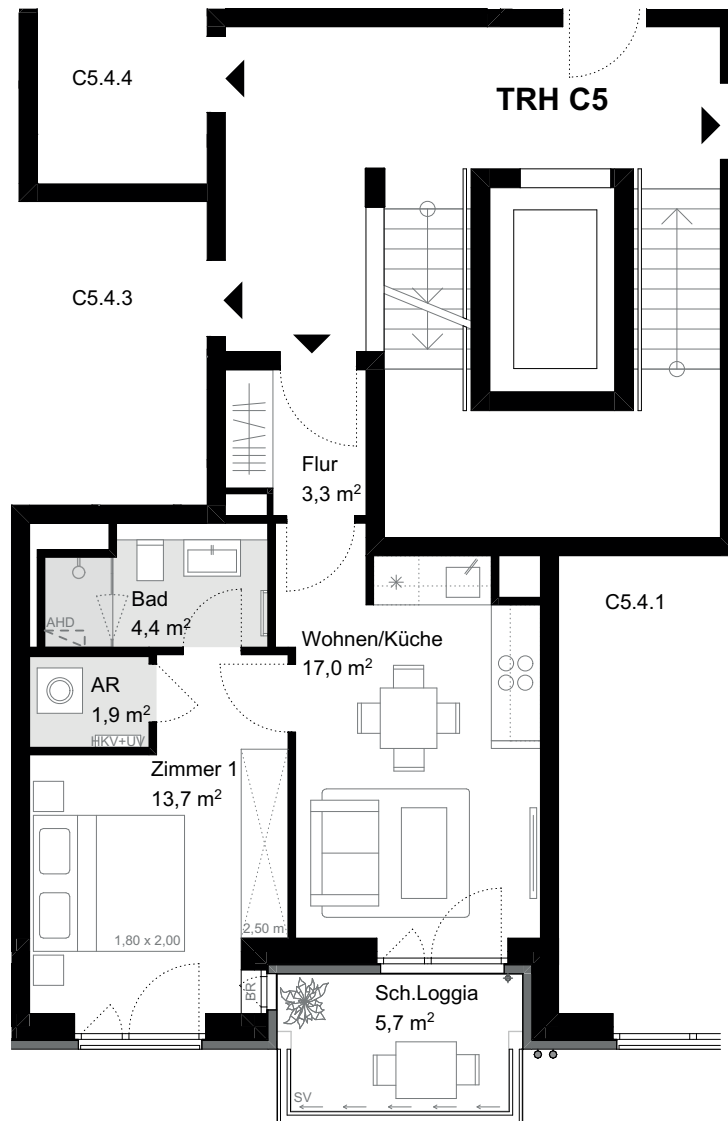 C5.4.4
TRH C5
C5.4.3
Flur
3,3 m²
C5.4.1
Bad
4,4 m²
AHD
Wohnen/Küche
17,0 m²
AR
1,9 m²
HKV+UV
Zimmer 1
13,7 m²
2,50 m
1,80 x 2,00
BR
Sch.Loggia
5,7 m²
SV